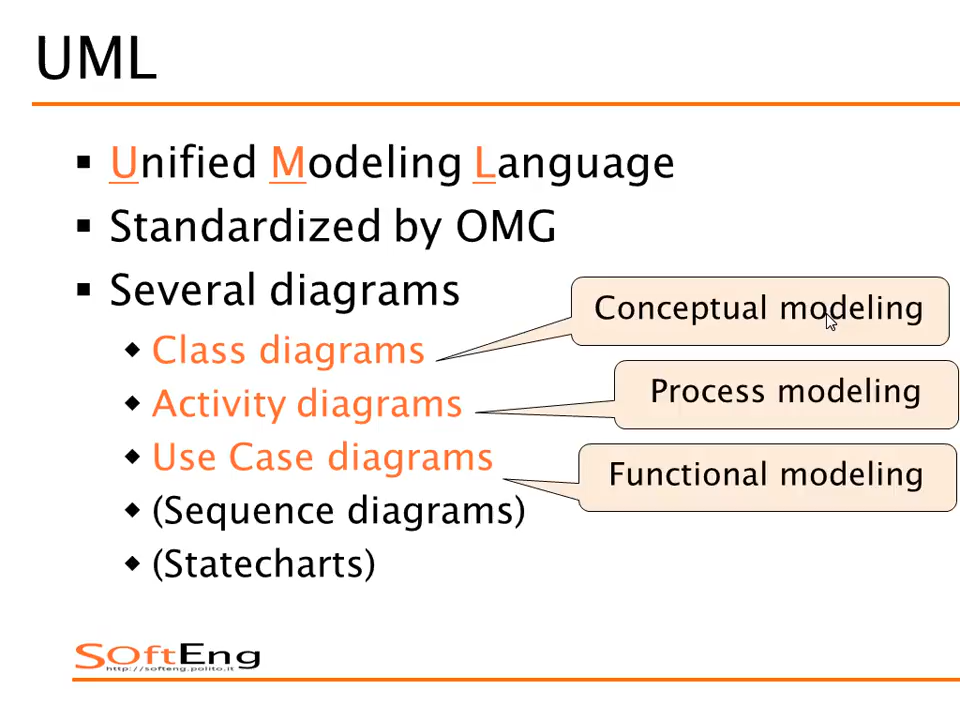 UML
Unified Modeling Language
Standardized by OMG
Several diagrams
Class diagrams
Conceptual modeling
Activity diagrams
Process modeling
Use Case diagrams
Functional modeling
(Sequence diagrams)
(Statecharts)
SOftEng
http://softeng.polito.it